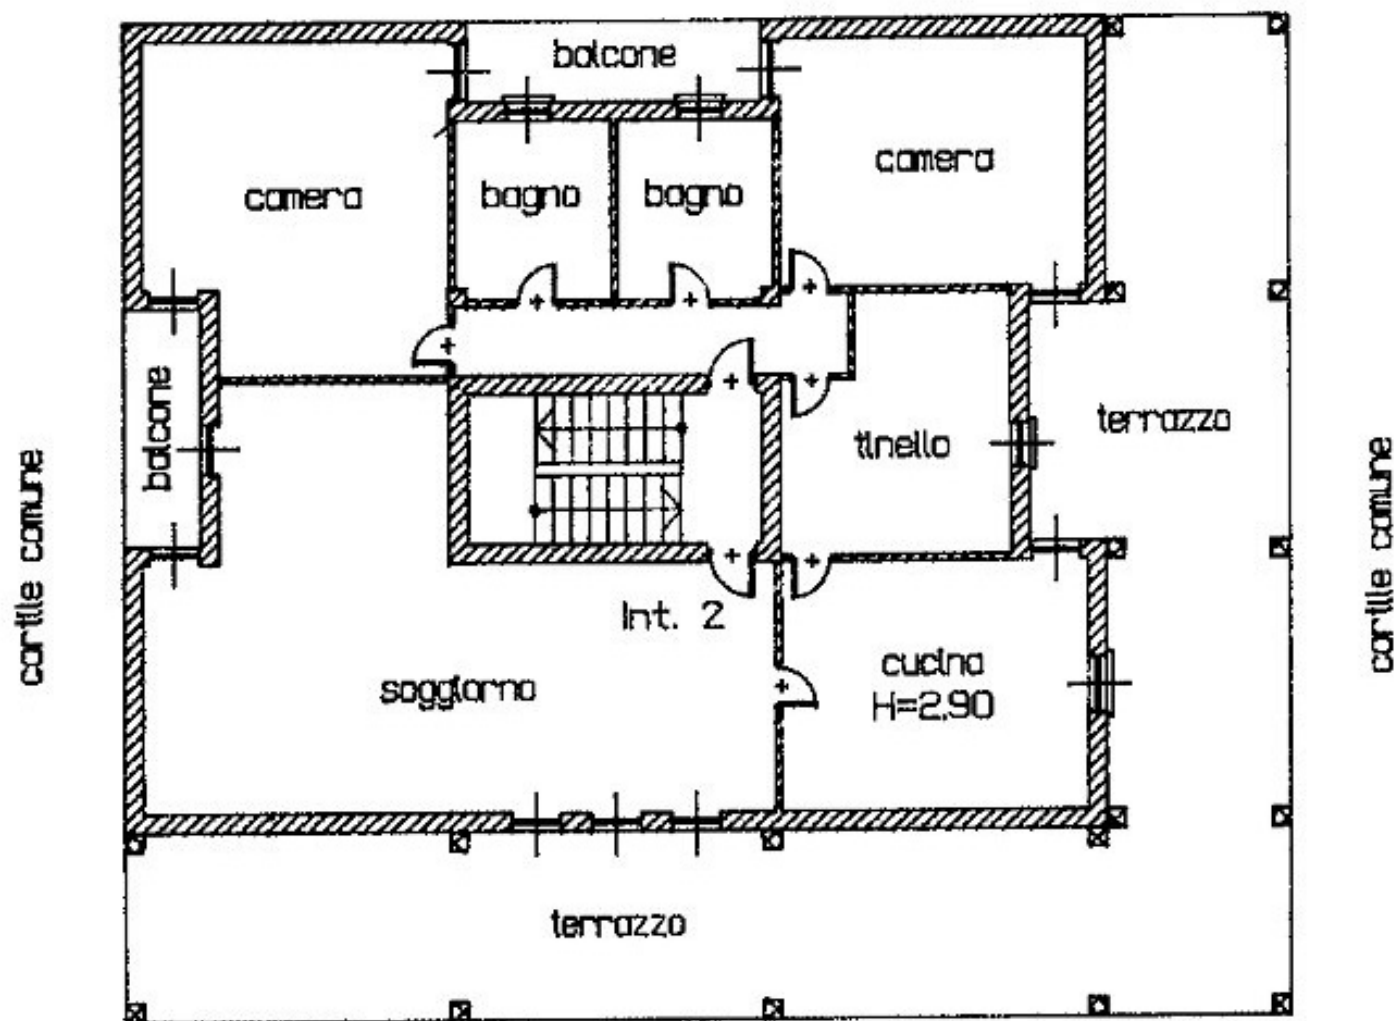 balcone
camera
camera
bagno
bagno
balcone
terrazzo
tinello
cortile comune
cortile comune
Int. 2
soggiorno
cucina
H=2.90
terrazzo